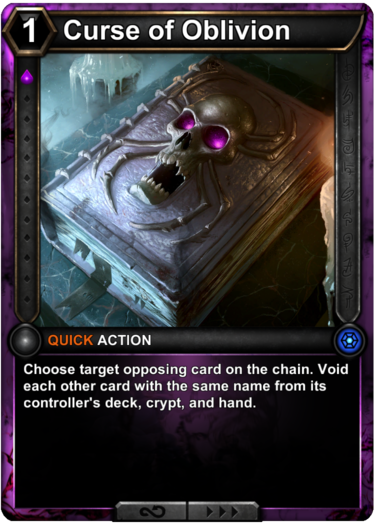 1
Curse of Oblivion
QUICK ACTION
Choose target opposing card on the chain. Void
each other card with the same name from its
controller's deck, crypt, and hand.